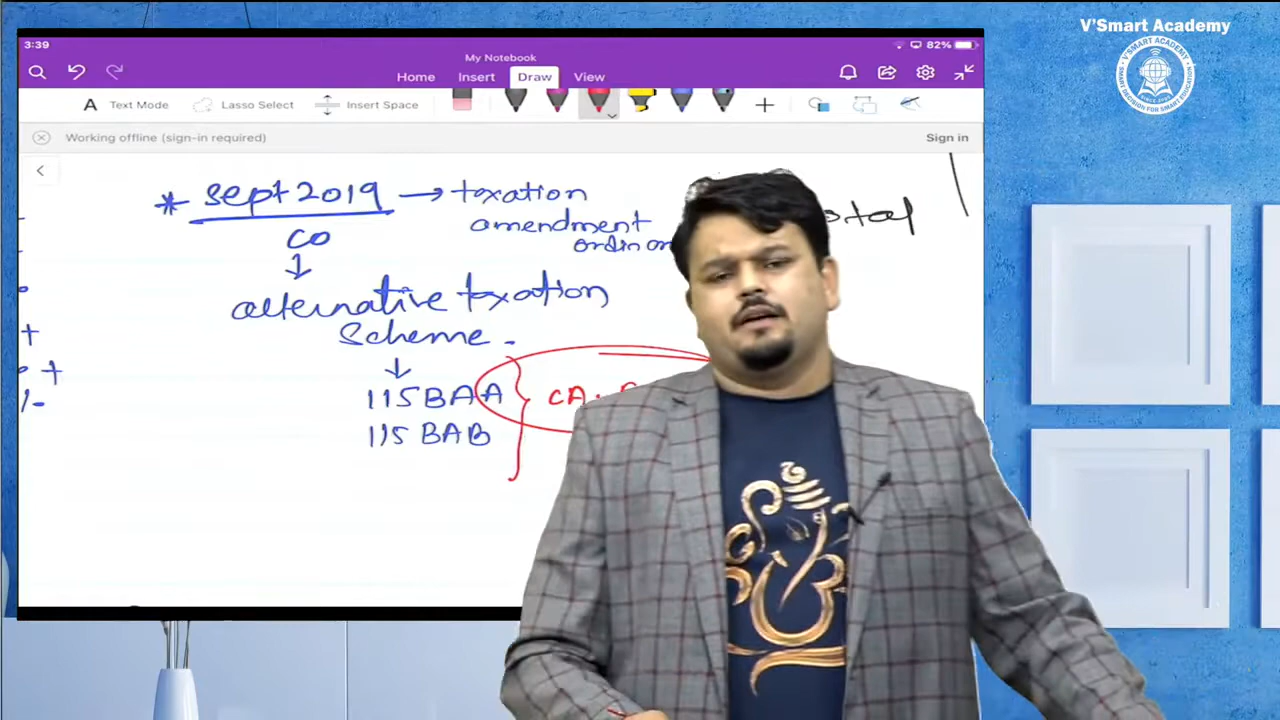 V'Smart Academy
3:39
82%
My Notebook
Home Insert Draw View
A Text Mode Lasso Select Insert Space
Working offline (sign-in required) Sign in
* Sept 2019 → taxation
amendment
co
alternative taxation
Scheme.
115BAA
CA.
115 BAB
+
+